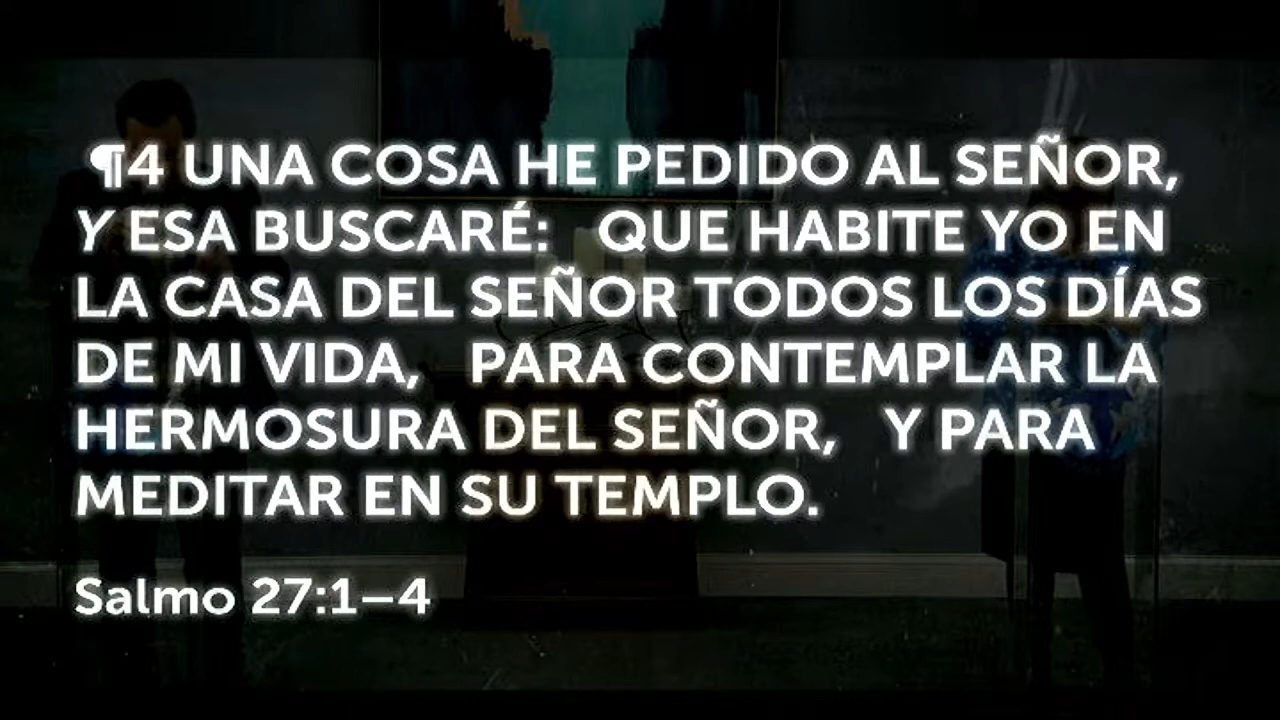 ¶4 UNA COSA HE PEDIDO AL SEÑOR,
Y ESA BUSCARÉ:   QUE HABITE YO EN
LA CASA DEL SEÑOR TODOS LOS DÍAS
DE MI VIDA,   PARA CONTEMPLAR LA
HERMOSURA DEL SEÑOR,   Y PARA
MEDITAR EN SU TEMPLO.
Salmo 27:1–4